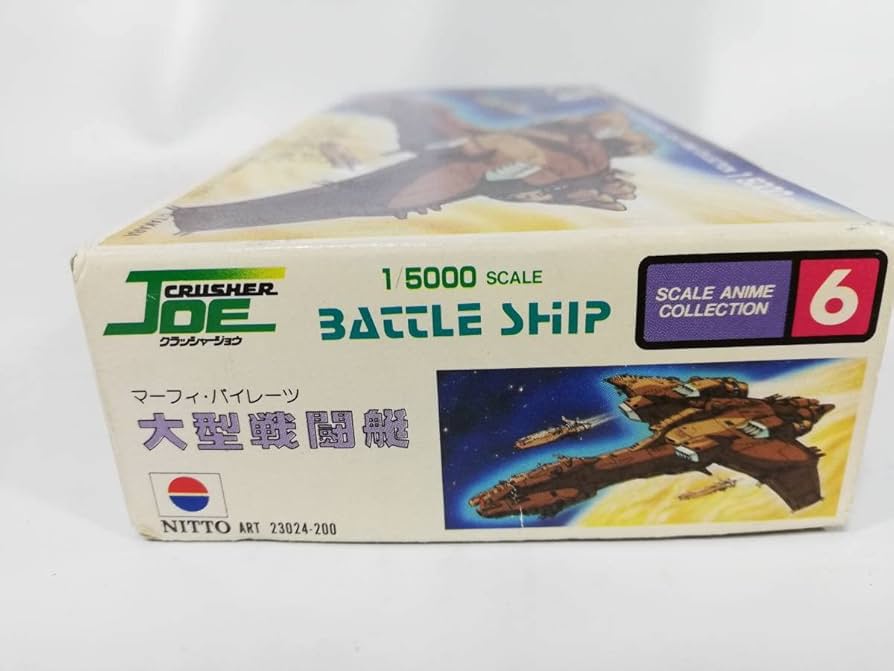 CRUSHER
JOE
クラッシャージョウ
1/5000 SCALE
BATTLE SHIP
SCALE ANIME
COLLECTION
6
マーフィ・パイレーツ
大型戦闘艇
NITTO ART 23024-200